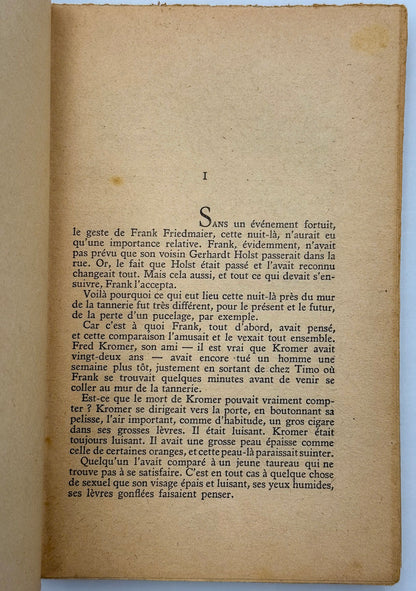 I
SANS un événement fortuit,
le geste de Frank Friedmaier, cette nuit-là, n'aurait eu
qu'une importance relative. Frank, évidemment, n'avait
pas prévu que son voisin Gerhardt Holst passerait dans la
rue. Or, le fait que Holst était passé et l'avait reconnu
changeait tout. Mais cela aussi, et tout ce qui devait s'en-
suivre, Frank l'accepta.
Voilà pourquoi ce qui eut lieu cette nuit-là près du mur
de la tannerie fut très différent, pour le présent et le futur,
de la perte d'un pucelage, par exemple.
Car c'est à quoi Frank, tout d'abord, avait pensé,
et cette comparaison l'amusait et le vexait tout ensemble.
Fred Kromer, son ami — il est vrai que Kromer avait
vingt-deux ans — avait encore tué un homme une
semaine plus tôt, justement en sortant de chez Timo où
Frank se trouvait quelques minutes avant de venir se
coller au mur de la tannerie.
Est-ce que le mort de Kromer pouvait vraiment comp-
ter ? Kromer se dirigeait vers la porte, en boutonnant sa
pelisse, l'air important, comme d'habitude, un gros cigare
dans ses grosses lèvres. Il était luisant. Kromer était
toujours luisant. Il avait une grosse peau épaisse comme
celle de certaines oranges, et cette peau-là paraissait suinter.
Quelqu'un l'avait comparé à un jeune taureau qui ne
trouve pas à se satisfaire. C'est en tout cas à quelque chose
de sexuel que son visage épais et luisant, ses yeux humides,
ses lèvres gonflées faisaient penser.